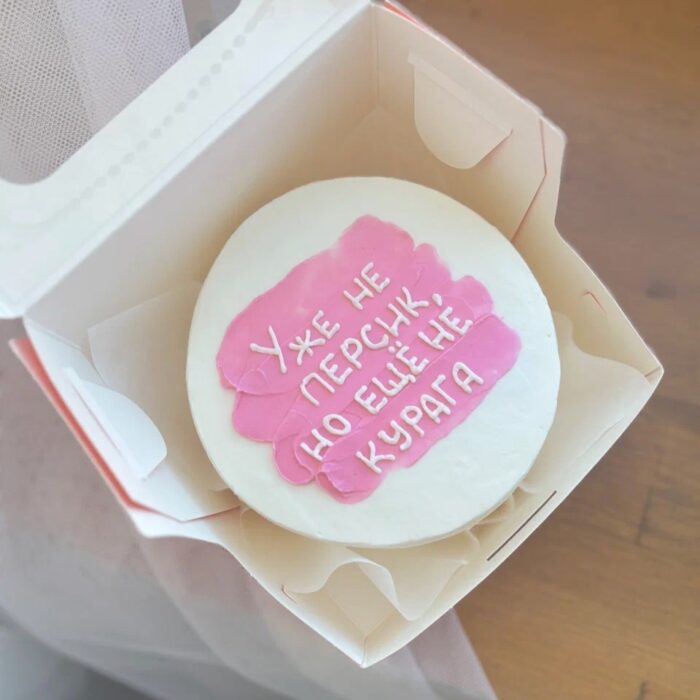 Уже не
персик,
но ещё не
курага